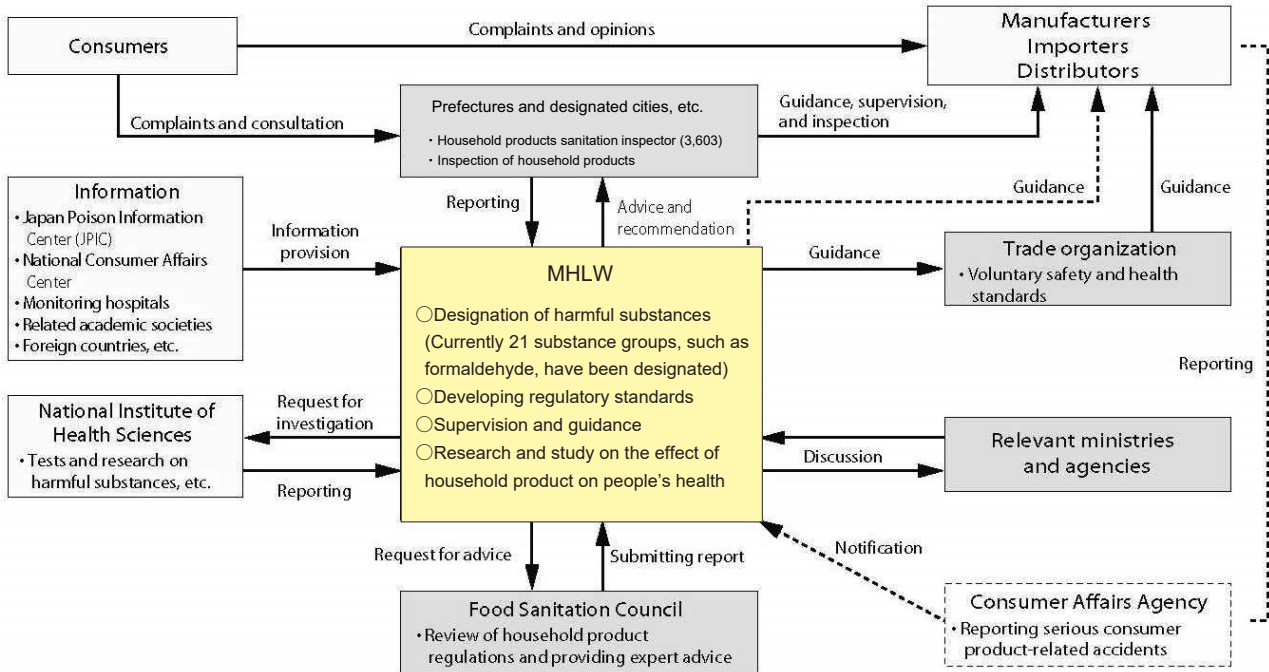 Consumers
Complaints and opinions
Manufacturers
Importers
Distributors
Complaints and consultation
Prefectures and designated cities, etc.
・Household products sanitation inspector (3,603)
・Inspection of household products
Guidance, supervision,
and inspection
Information
・Japan Poison Information
Center (JPIC)
・National Consumer Affairs
Center
・Monitoring hospitals
・Related academic societies
・Foreign countries, etc.
Information
provision
Reporting
Advice and
recommendation
Guidance
Guidance
Guidance
Trade organization
・Voluntary safety and health
standards
MHLW
○Designation of harmful substances
(Currently 21 substance groups, such as
formaldehyde, have been designated)
○Developing regulatory standards
○Supervision and guidance
○Research and study on the effect of
household product on people’s health
Reporting
National Institute of
Health Sciences
・Tests and research on
harmful substances, etc.
Request for
investigation
Reporting
Discussion
Relevant ministries
and agencies
Request for advice
Submitting report
Notification
Food Sanitation Council
・Review of household product
regulations and providing expert advice
Consumer Affairs Agency
・Reporting serious consumer
product-related accidents